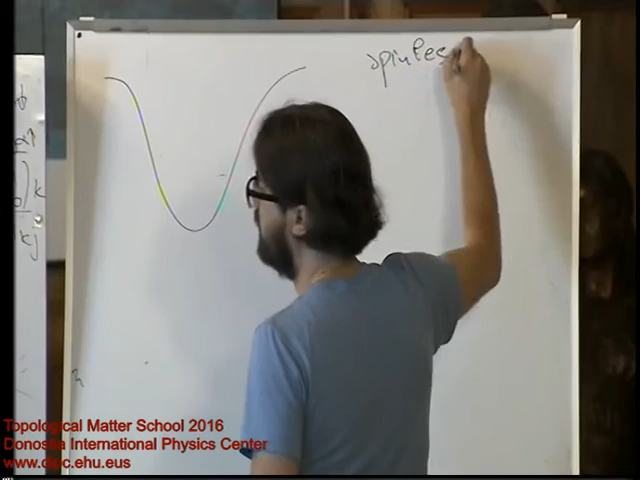 spinless
Topological Matter School 2016
Donostia International Physics Center
www.dipc.ehu.eus